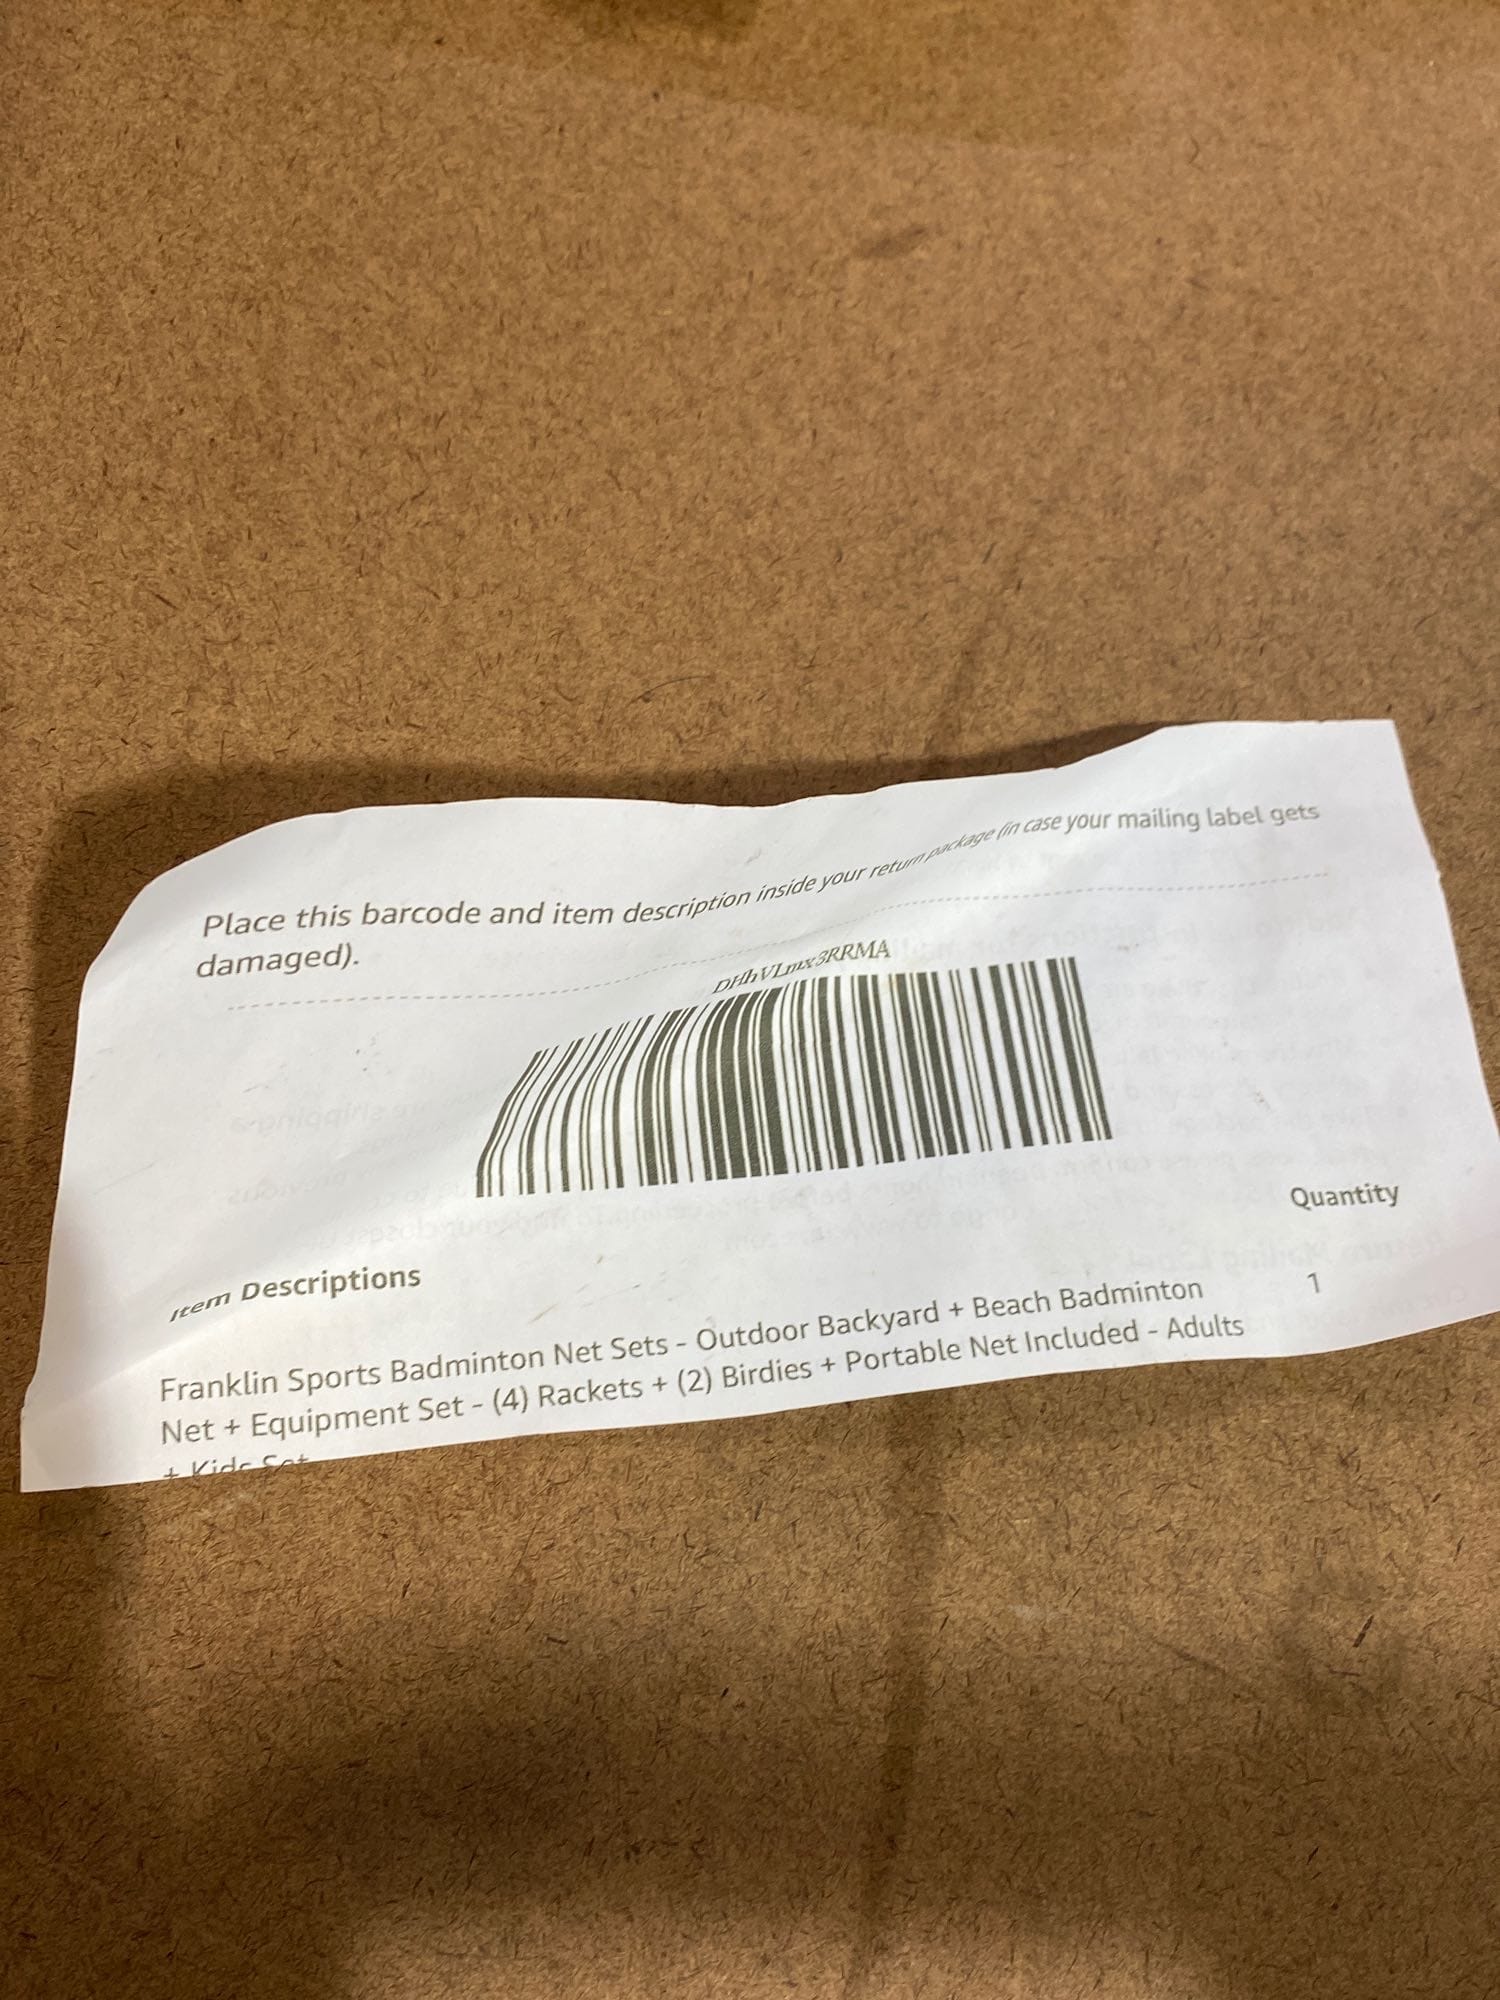 Place this barcode and item description inside your return package (in case your mailing label gets
damaged).
DHhVLmx3RRMA
Quantity
Item Descriptions
Franklin Sports Badminton Net Sets - Outdoor Backyard + Beach Badminton 1
Net + Equipment Set - (4) Rackets + (2) Birdies + Portable Net Included - Adults
+ Kids Set